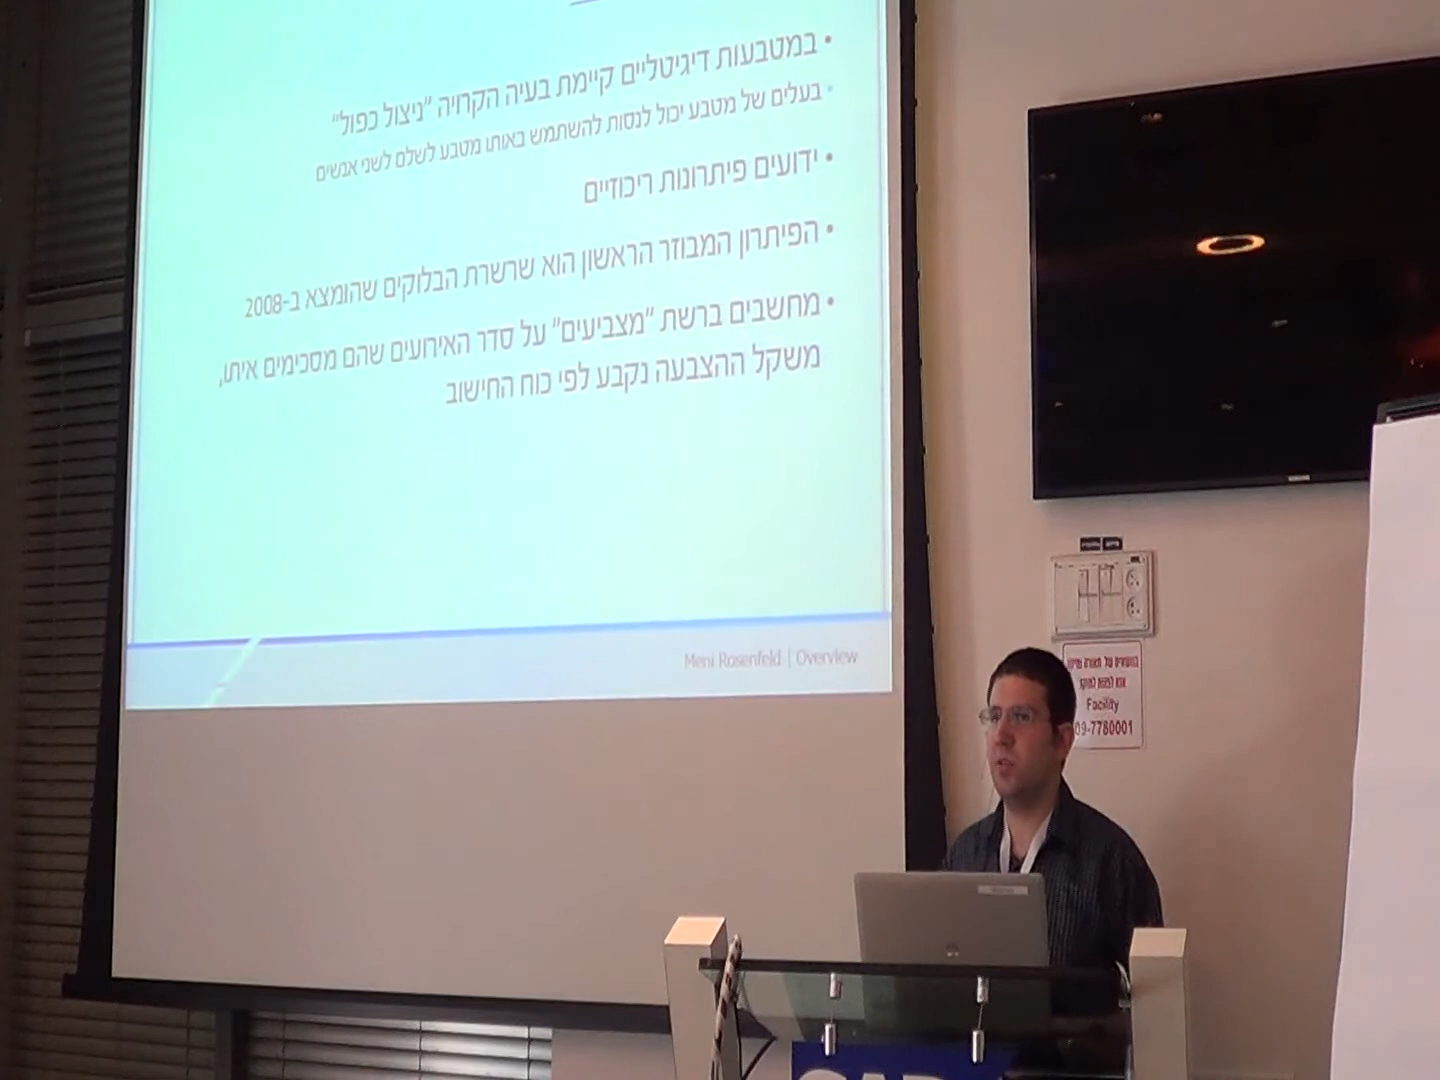 • במטבעות דיגיטליים קיימת בעיה הקרויה "ניצול כפול"
• בעלים של מטבע יכול לנסות להשתמש באותו מטבע לשלם לשני אנשים
• ידועים פיתרונות ריכוזיים
• הפיתרון המבוזר הראשון הוא שרשרת הבלוקים שהומצא ב-2008
• מחשבים ברשת "מצביעים" על סדר האירועים שהם מסכימים איתו,
משקל ההצבעה נקבע לפי כוח החישוב
Meni Rosenfeld | Overview
Facility
09-7780001